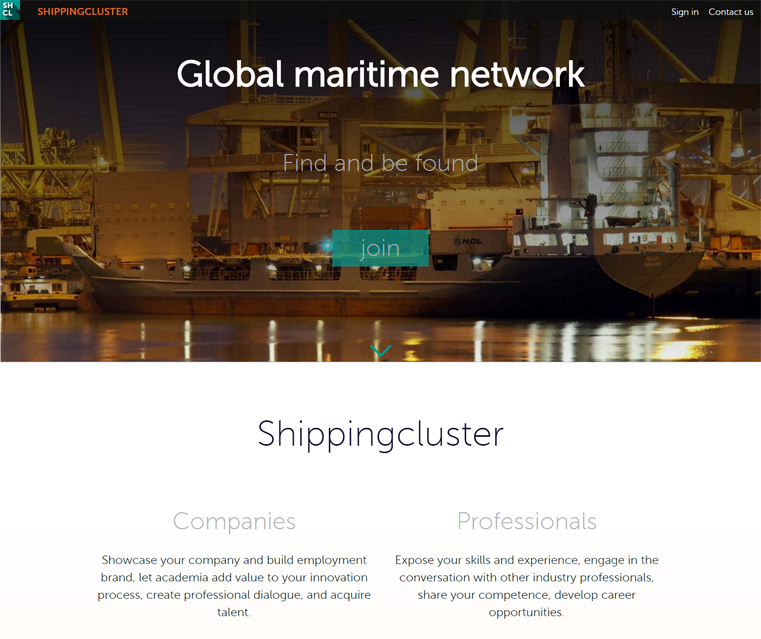 SH
CL
SHIPPINGCLUSTER
Sign in
Contact us
Global maritime network
Find and be found
join
NOL
Shippingcluster
Companies
Showcase your company and build employment
brand, let academia add value to your innovation
process, create professional dialogue, and acquire
talent.
Professionals
Expose your skills and experience, engage in the
conversation with other industry professionals,
share your competence, develop career
opportunities.